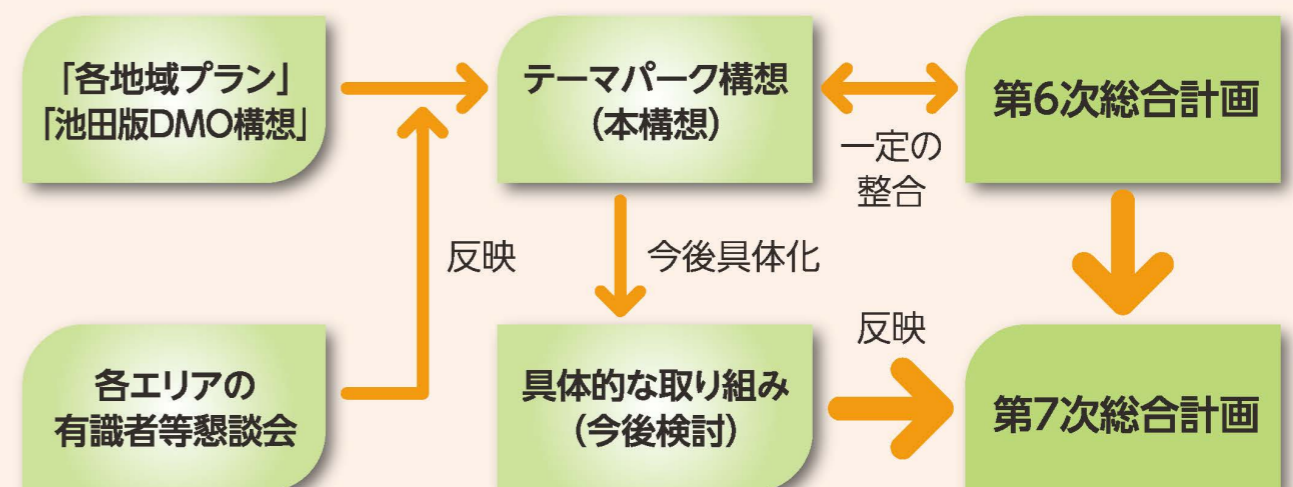 「各地域プラン」
「池田版DMO構想」
テーマパーク構想
(本構想)
一定の
整合
第6次総合計画
反映
今後具体化
各エリアの
有識者等懇談会
具体的な取り組み
(今後検討)
反映
第7次総合計画